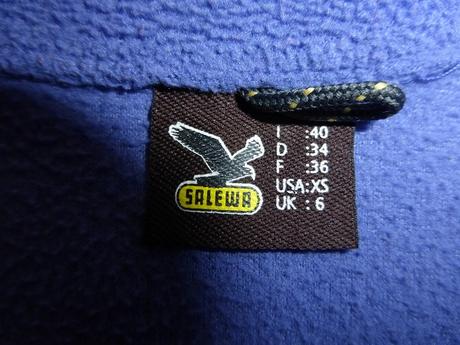 I :40
D :34
F :36
USA:XS
UK : 6
SALEWA